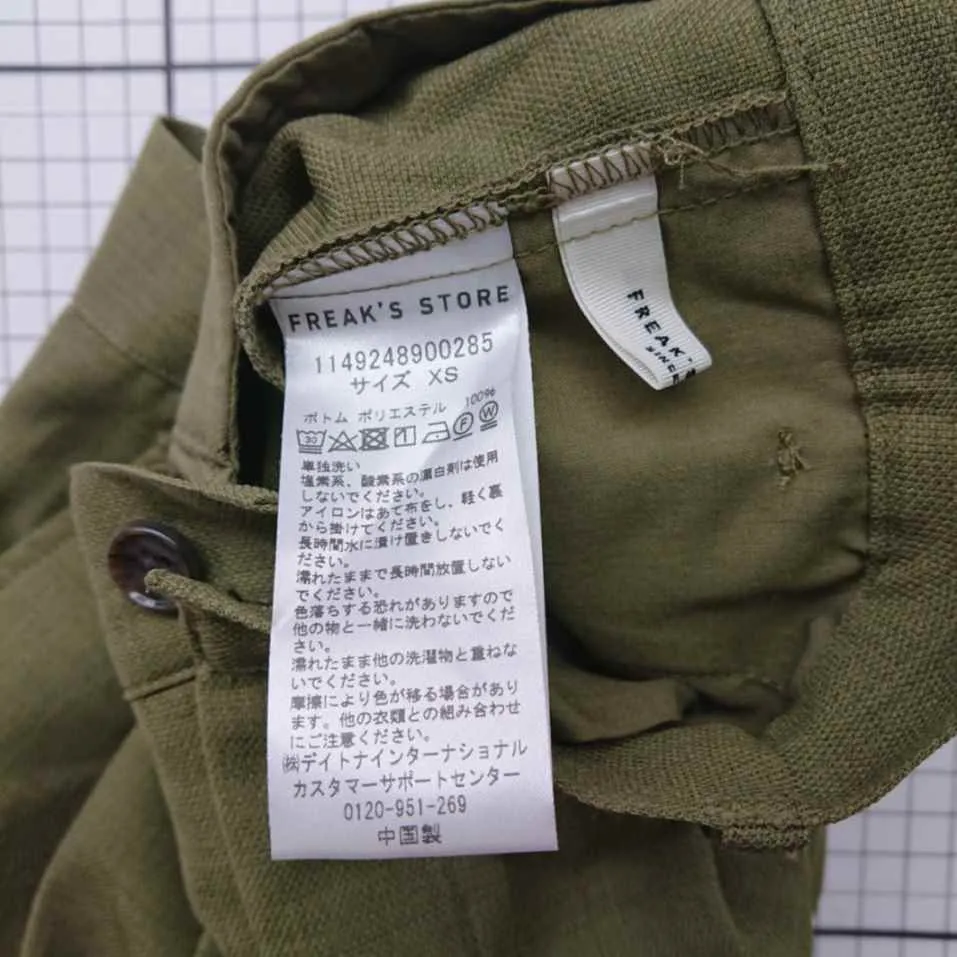 FREAK'S STORE
1149248900285
サイズ XS
ボトム ポリエステル 100%
30
F
W
単独洗い
塩素系、酸素系の漂白剤は使用
しないでください。
アイロンはあて布をし、軽く裏
から掛けてください。
長時間水に漬け置きしないでく
ださい。
濡れたままで長時間放置しない
でください。
色落ちする恐れがありますので
他の物と一緒に洗わないでくだ
さい。
濡れたまま他の洗濯物と重ねな
いでください。
摩擦により色が移る場合があり
ます。他の衣類との組み合わせ
にご注意ください。
㈱デイトナインターナショナル
カスタマーサポートセンター
0120-951-269
中国製
FREAK'
SINCE